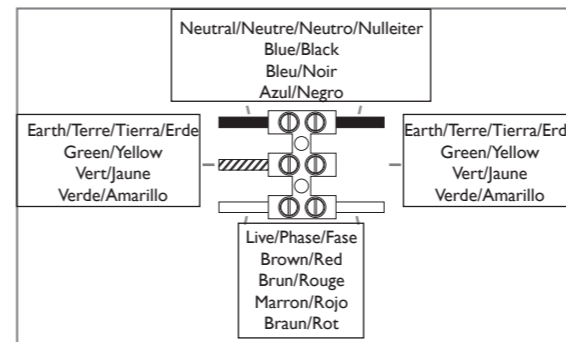 Neutral/Neutre/Neutro/Nulleiter
Blue/Black
Bleu/Noir
Azul/Negro
Earth/Terre/Tierra/Erde
Green/Yellow
Vert/Jaune
Verde/Amarillo
Earth/Terre/Tierra/Erd
Green/Yellow
Vert/Jaune
Verde/Amarillo
Live/Phase/Fase
Brown/Red
Brun/Rouge
Marron/Rojo
Braun/Rot